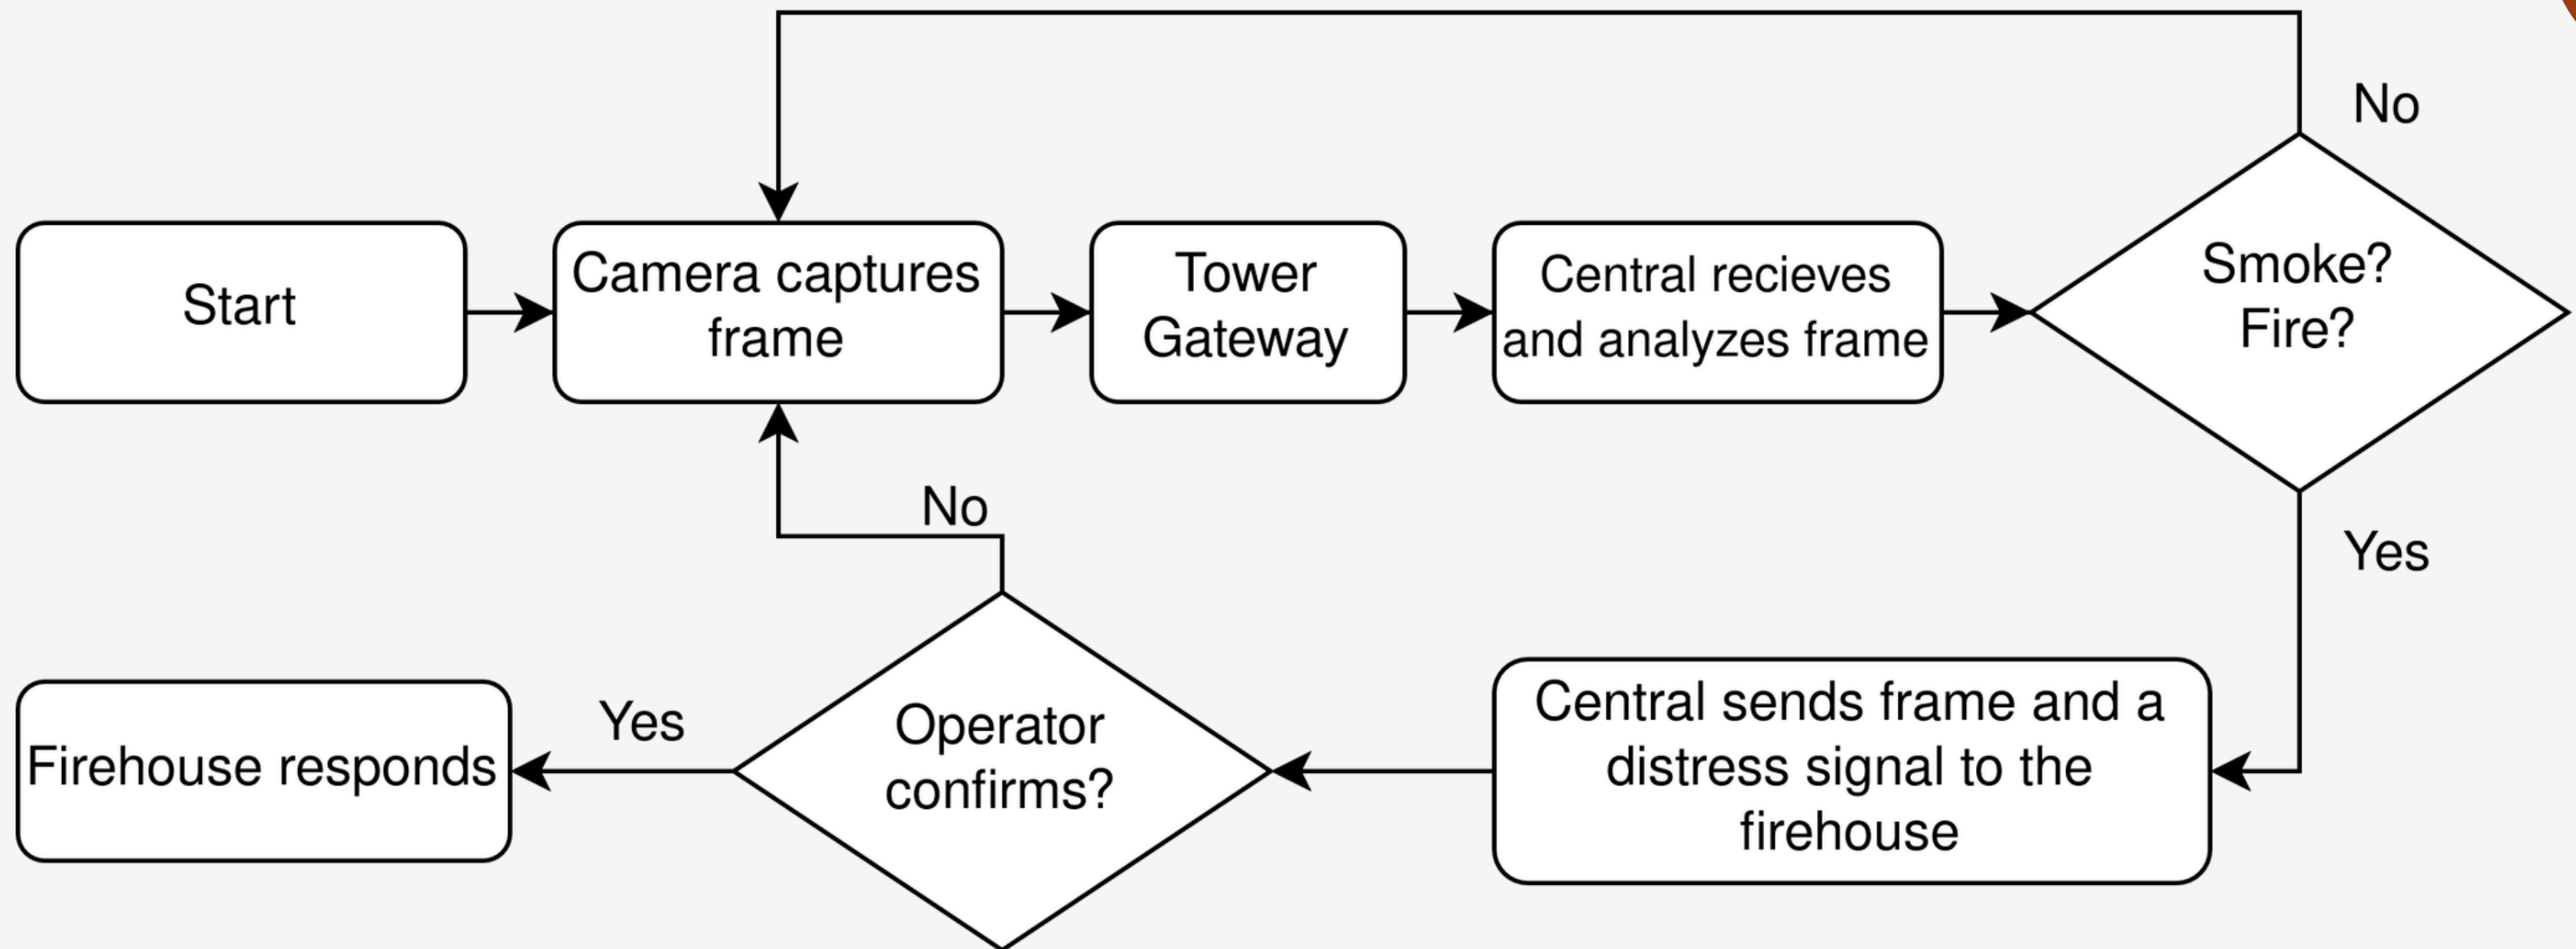 No
Start
Camera captures
frame
Tower
Gateway
Central recieves
and analyzes frame
Smoke?
Fire?
No
Yes
Firehouse responds
Yes
Operator
confirms?
Central sends frame and a
distress signal to the
firehouse